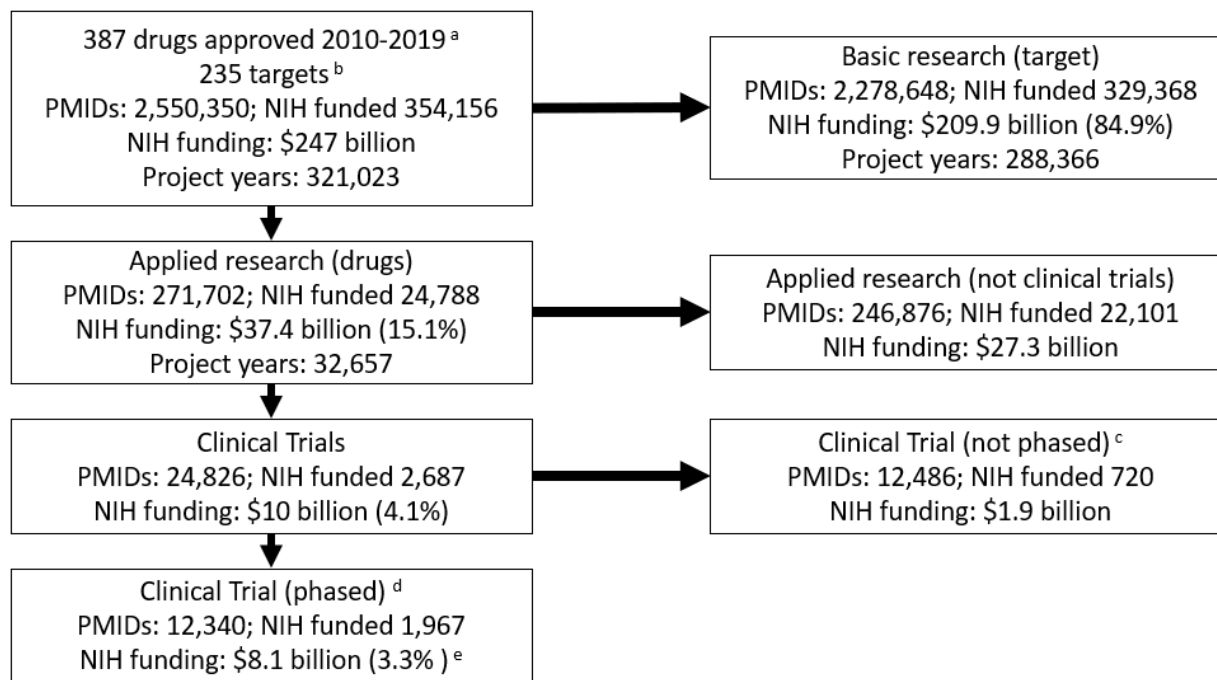 387 drugs approved 2010-2019 a
235 targets b
PMIDs: 2,550,350; NIH funded 354,156
NIH funding: $247 billion
Project years: 321,023
Basic research (target)
PMIDs: 2,278,648; NIH funded 329,368
NIH funding: $209.9 billion (84.9%)
Project years: 288,366
Applied research (drugs)
PMIDs: 271,702; NIH funded 24,788
NIH funding: $37.4 billion (15.1%)
Project years: 32,657
Applied research (not clinical trials)
PMIDs: 246,876; NIH funded 22,101
NIH funding: $27.3 billion
Clinical Trials
PMIDs: 24,826; NIH funded 2,687
NIH funding: $10 billion (4.1%)
Clinical Trial (not phased) c
PMIDs: 12,486; NIH funded 720
NIH funding: $1.9 billion
Clinical Trial (phased) d
PMIDs: 12,340; NIH funded 1,967
NIH funding: $8.1 billion (3.3% ) e